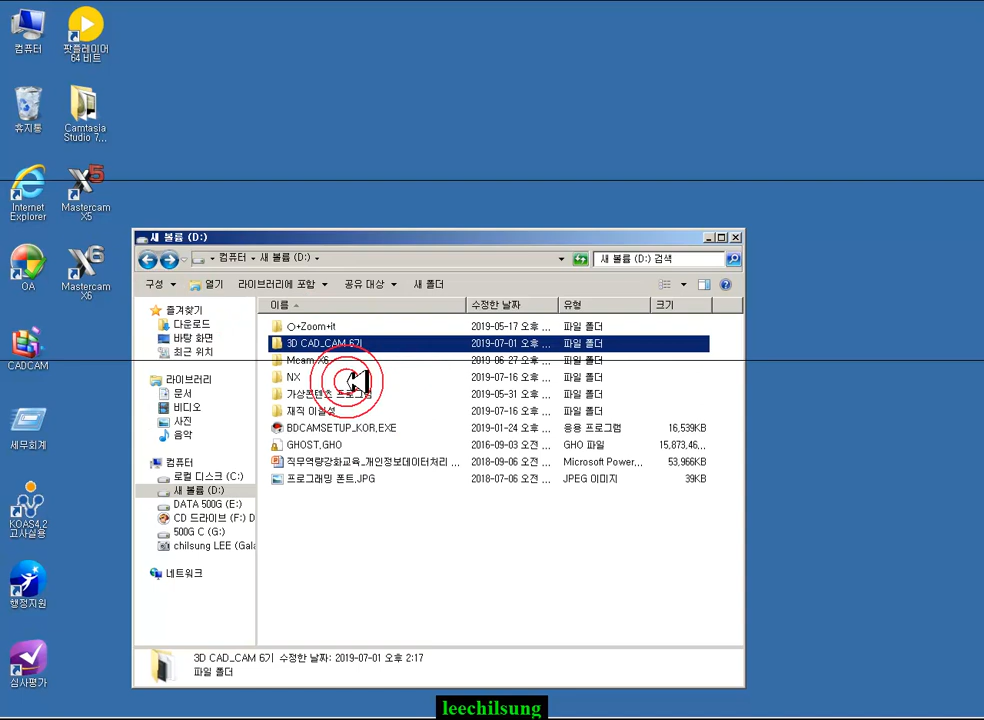 컴퓨터
팟플레이어
64 비트
휴지통
Camtasia
Studio 7...
Internet
Explorer
Mastercam
X5
OA
Mastercam
X6
CADCAM
세무회계
KOAS4,2
고사실용
행정지원
심사평가
새 볼륨 (D:)
컴퓨터 새 볼륨 (D:)
새 볼륨 (D:) 검색
구성 열기 라이브러리에 포함 공유 대상 새 폴더
이름 수정한 날짜 유형 크기
즐겨찾기
다운로드
바탕 화면
최근 위치
라이브러리
문서
비디오
사진
음악
컴퓨터
로컬 디스크 (C:)
새 볼륨 (D:)
DATA 500G (E:)
CD 드라이브 (F:) D
500G C (G:)
chilsung LEE (Gala
네트워크
O+Zoom+it 2019-05-17 오후 ... 파일 폴더
3D CAD_CAM 6기 2019-07-01 오후 ... 파일 폴더
Mcam X6 2019-06-27 오후 ... 파일 폴더
NX 2019-07-16 오후 ... 파일 폴더
가상콘텐츠 프로그램 2019-05-31 오후 ... 파일 폴더
재직 이칠성 2019-07-16 오후 ... 파일 폴더
BDCAMSETUP_KOR,EXE 2019-01-24 오후 ... 응용 프로그램 16,539KB
GHOST,GHO 2016-09-03 오전 ... GHO 파일 15,873,46...
직무역량강화교육_개인정보데이터처리 ... 2018-09-06 오전 ... Microsoft Power... 53,966KB
프로그래밍 폰트,JPG 2018-07-06 오전 ... JPEG 이미지 39KB
3D CAD_CAM 6기 수정한 날짜: 2019-07-01 오후 2:17
파일 폴더
leechilsung